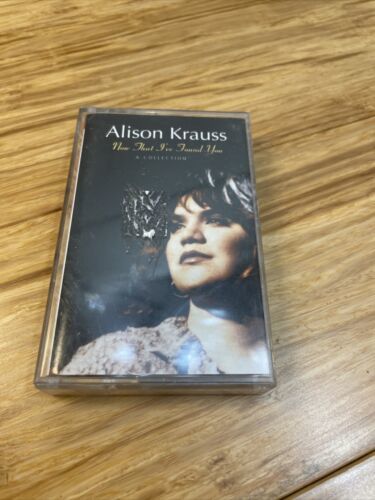 Alison Krauss
Now That I've Found You
A COLLECTION